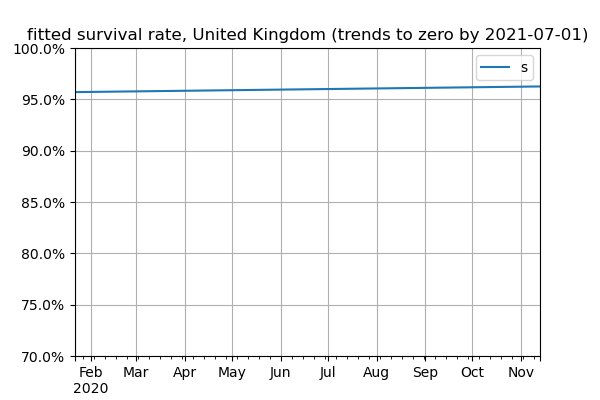 fitted survival rate, United Kingdom (trends to zero by 2021-07-01)
100.0%
95.0%
90.0%
85.0%
80.0%
75.0%
70.0%
s
Feb Mar Apr May Jun Jul Aug Sep Oct Nov
2020